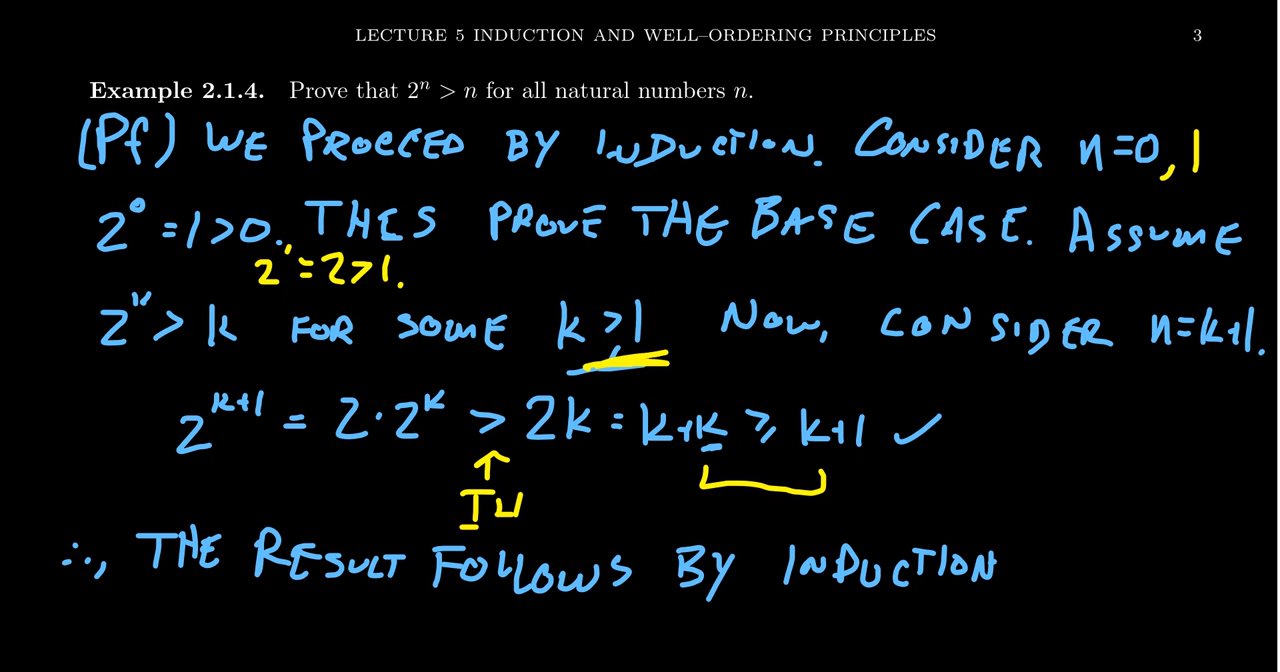 LECTURE 5 INDUCTION AND WELL–ORDERING PRINCIPLES 3
Example 2.1.4. Prove that 2ⁿ > n for all natural numbers n.
(Pf) WE PROCEED BY INDUCTION. CONSIDER n=0, 1
2⁰ = 1 > 0., THIS PROVE THE BASE CASE. ASSUME
2¹ = 2 > 1.
2ᵏ > k FOR SOME k ≥ 1 NOW, CONSIDER n=k+1.
2ᵏ⁺¹ = 2·2ᵏ > 2k = k+k ≥ k+1 ✓
↑
IH
∴, THE RESULT FOLLOWS BY INDUCTION